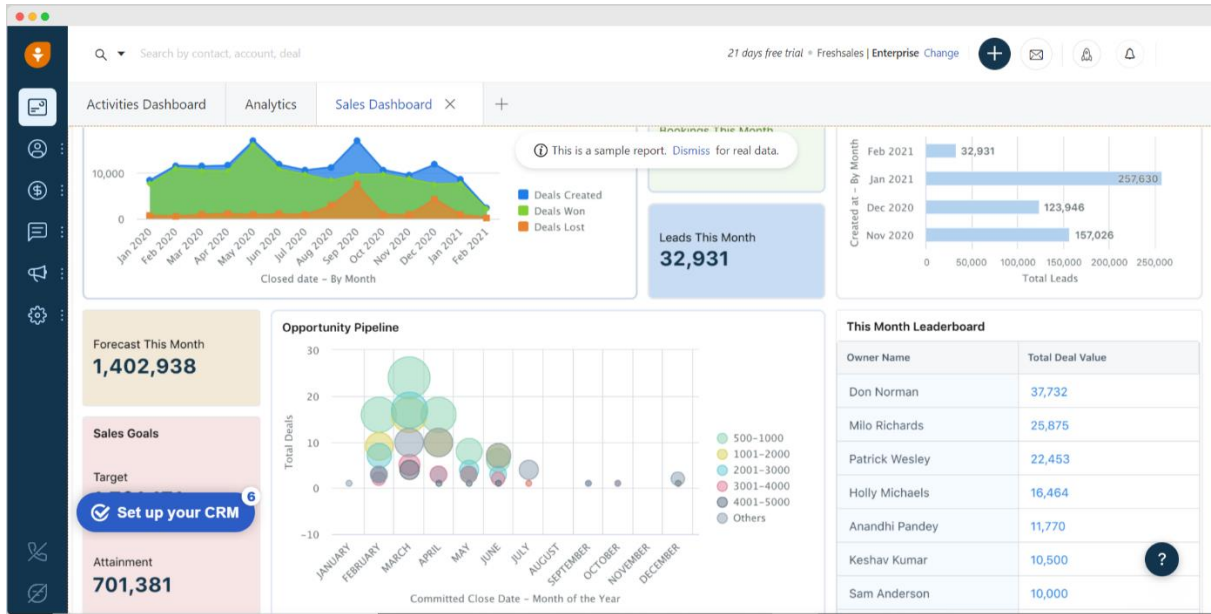 Search by contact, account, deal
21 days free trial • Freshsales | Enterprise Change
Activities Dashboard
Analytics
Sales Dashboard
Bookings This Month
This is a sample report. Dismiss for real data.
10,000
0
Jan 2020
Feb 2020
Mar 2020
Apr 2020
May 2020
Jun 2020
Jul 2020
Aug 2020
Sep 2020
Oct 2020
Nov 2020
Dec 2020
Jan 2021
Feb 2021
Closed date – By Month
Deals Created
Deals Won
Deals Lost
Leads This Month
32,931
Created at – By Month
Feb 2021 32,931
Jan 2021 257,630
Dec 2020 123,946
Nov 2020 157,026
0 50,000 100,000 150,000 200,000 250,000
Total Leads
Forecast This Month
1,402,938
Sales Goals
Target
Set up your CRM
6
Attainment
701,381
Opportunity Pipeline
Total Deals
30
20
10
0
-10
JANUARY
FEBRUARY
MARCH
APRIL
MAY
JUNE
JULY
AUGUST
SEPTEMBER
OCTOBER
NOVEMBER
DECEMBER
Committed Close Date – Month of the Year
500-1000
1001-2000
2001-3000
3001-4000
4001-5000
Others
This Month Leaderboard
Owner Name Total Deal Value
Don Norman 37,732
Milo Richards 25,875
Patrick Wesley 22,453
Holly Michaels 16,464
Anandhi Pandey 11,770
Keshav Kumar 10,500
Sam Anderson 10,000
?